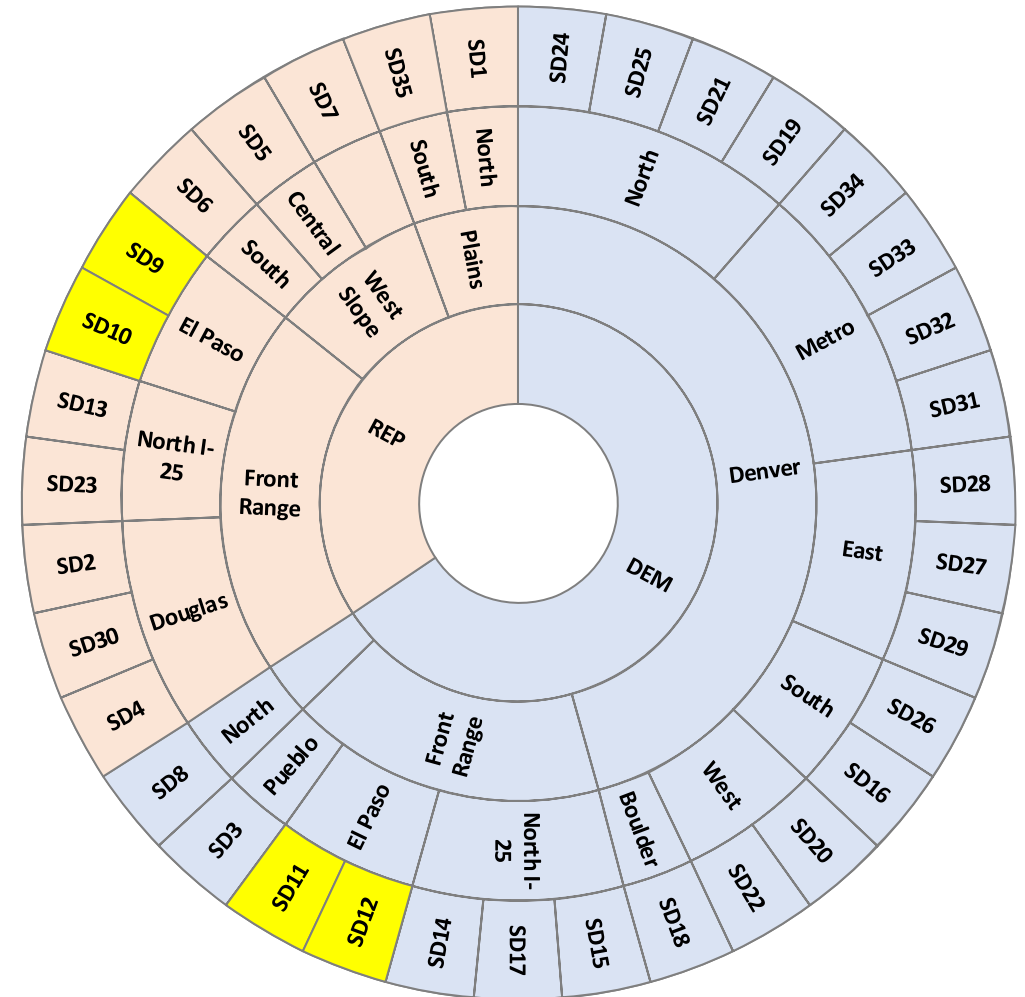 SD24
SD25
SD21
SD19
SD34
SD33
SD32
SD31
SD28
SD27
SD29
SD26
SD16
SD20
SD22
SD18
SD15
SD17
SD14
SD12
SD11
SD3
SD8
SD4
SD30
SD2
SD23
SD13
SD10
SD9
SD6
SD5
SD7
SD35
SD1
North
Metro
East
South
West
Boulder
North I-
25
El Paso
Pueblo
North
Douglas
North I-
25
El Paso
South
Central
South
North
Denver
Front
Range
Front
Range
West
Slope
Plains
DEM
REP